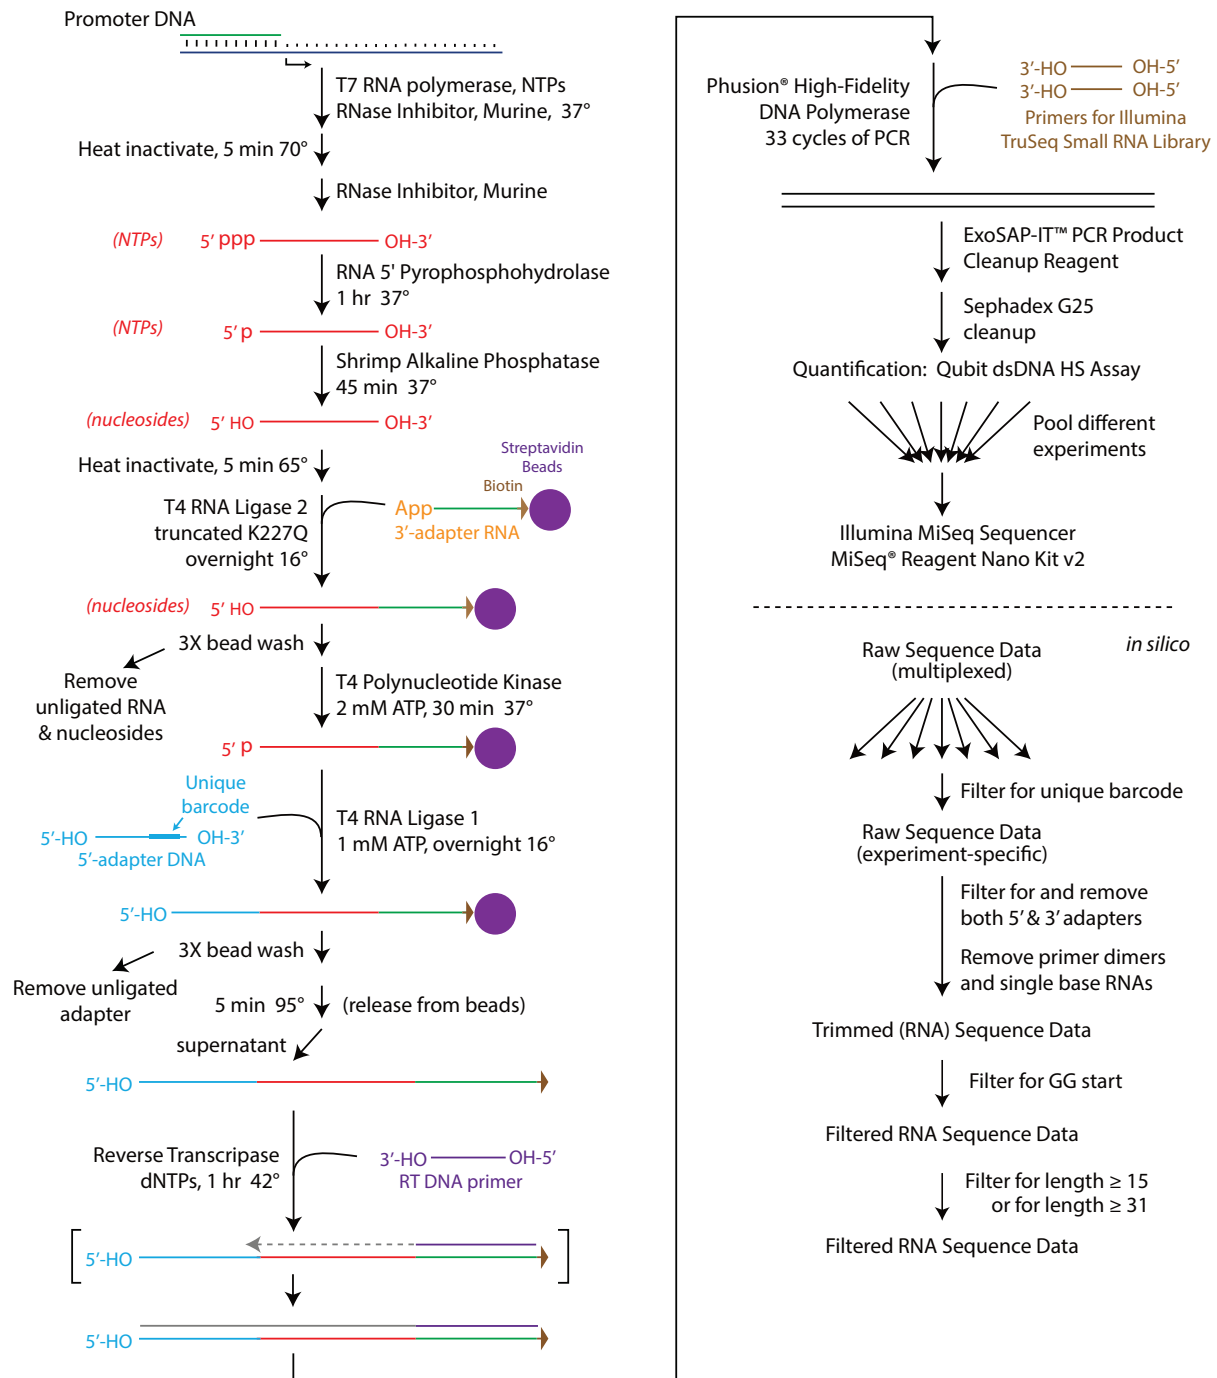 Promoter DNA
T7 RNA polymerase, NTPs
RNase Inhibitor, Murine, 37°
Heat inactivate, 5 min 70°
RNase Inhibitor, Murine
(NTPs) 5' ppp OH-3'
RNA 5' Pyrophosphohydrolase
1 hr 37°
(NTPs) 5' p OH-3'
Shrimp Alkaline Phosphatase
45 min 37°
(nucleosides) 5' HO OH-3'
Heat inactivate, 5 min 65°
Streptavidin
Beads
Biotin
T4 RNA Ligase 2
truncated K227Q
overnight 16°
App
3'-adapter RNA
(nucleosides) 5' HO
3X bead wash
Remove
unligated RNA
& nucleosides
T4 Polynucleotide Kinase
2 mM ATP, 30 min 37°
5' p
Unique
barcode
5'-HO OH-3'
5'-adapter DNA
T4 RNA Ligase 1
1 mM ATP, overnight 16°
5'-HO
3X bead wash
Remove unligated
adapter
5 min 95° (release from beads)
supernatant
5'-HO
Reverse Transcripase
dNTPs, 1 hr 42°
3'-HO OH-5'
RT DNA primer
5'-HO
5'-HO
Phusion® High-Fidelity
DNA Polymerase
33 cycles of PCR
3'-HO OH-5'
3'-HO OH-5'
Primers for Illumina
TruSeq Small RNA Library
ExoSAP-IT™ PCR Product
Cleanup Reagent
Sephadex G25
cleanup
Quantification: Qubit dsDNA HS Assay
Pool different
experiments
Illumina MiSeq Sequencer
MiSeq® Reagent Nano Kit v2
in silico
Raw Sequence Data
(multiplexed)
Filter for unique barcode
Raw Sequence Data
(experiment-specific)
Filter for and remove
both 5' & 3' adapters
Remove primer dimers
and single base RNAs
Trimmed (RNA) Sequence Data
Filter for GG start
Filtered RNA Sequence Data
Filter for length ≥ 15
or for length ≥ 31
Filtered RNA Sequence Data